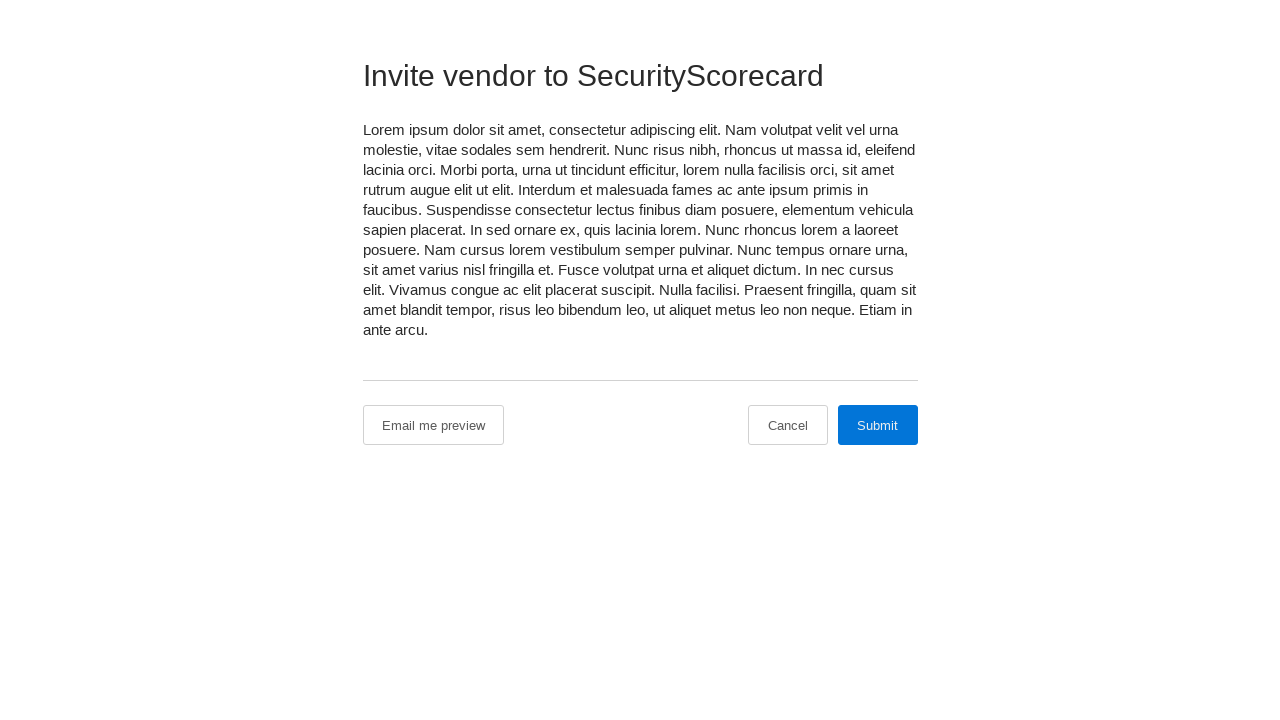 Invite vendor to SecurityScorecard
Lorem ipsum dolor sit amet, consectetur adipiscing elit. Nam volutpat velit vel urna
molestie, vitae sodales sem hendrerit. Nunc risus nibh, rhoncus ut massa id, eleifend
lacinia orci. Morbi porta, urna ut tincidunt efficitur, lorem nulla facilisis orci, sit amet
rutrum augue elit ut elit. Interdum et malesuada fames ac ante ipsum primis in
faucibus. Suspendisse consectetur lectus finibus diam posuere, elementum vehicula
sapien placerat. In sed ornare ex, quis lacinia lorem. Nunc rhoncus lorem a laoreet
posuere. Nam cursus lorem vestibulum semper pulvinar. Nunc tempus ornare urna,
sit amet varius nisl fringilla et. Fusce volutpat urna et aliquet dictum. In nec cursus
elit. Vivamus congue ac elit placerat suscipit. Nulla facilisi. Praesent fringilla, quam sit
amet blandit tempor, risus leo bibendum leo, ut aliquet metus leo non neque. Etiam in
ante arcu.
Email me preview
Cancel
Submit